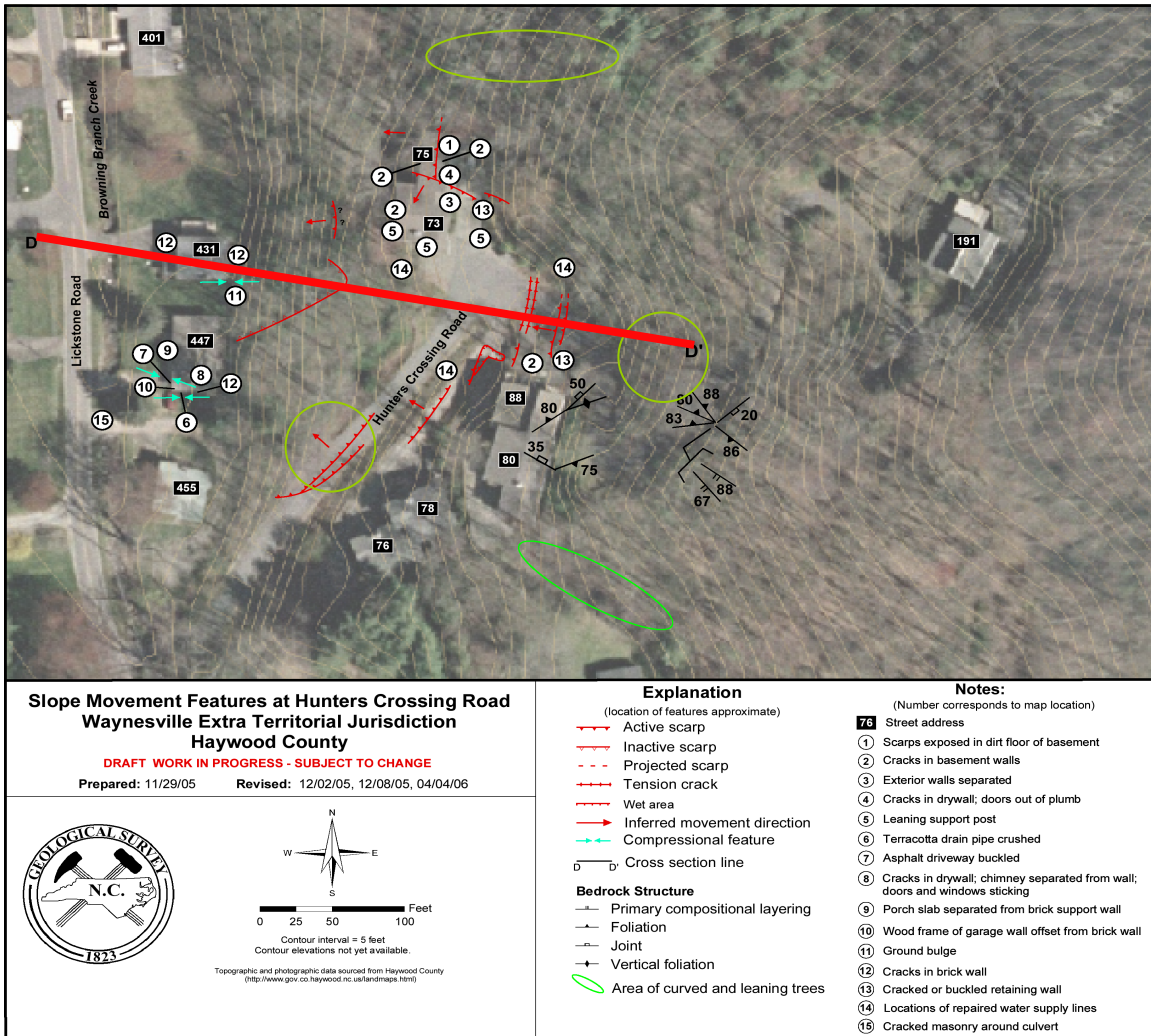 401
Browning Branch Creek
1
2
75
2
4
3
2
13
73
5
5
5
?
?
D
12
431
12
14
14
11
Lickstone Road
447
7
9
8
10
12
6
15
Hunters Crossing Road
14
2
13
D'
191
88
50
80
35
80
75
60
88
83
20
86
88
67
455
78
76
Slope Movement Features at Hunters Crossing Road
Waynesville Extra Territorial Jurisdiction
Haywood County
DRAFT WORK IN PROGRESS - SUBJECT TO CHANGE
Prepared: 11/29/05 Revised: 12/02/05, 12/08/05, 04/04/06
GEOLOGICAL SURVEY
N.C.
1823
N
W E
S
Feet
0 25 50 100
Contour interval = 5 feet
Contour elevations not yet available.
Topographic and photographic data sourced from Haywood County
(http://www.gov.co.haywood.nc.us/landmaps.html)
Explanation
(location of features approximate)
Active scarp
Inactive scarp
Projected scarp
Tension crack
Wet area
Inferred movement direction
Compressional feature
D D' Cross section line
Bedrock Structure
Primary compositional layering
Foliation
Joint
Vertical foliation
Area of curved and leaning trees
Notes:
(Number corresponds to map location)
76 Street address
1 Scarps exposed in dirt floor of basement
2 Cracks in basement walls
3 Exterior walls separated
4 Cracks in drywall; doors out of plumb
5 Leaning support post
6 Terracotta drain pipe crushed
7 Asphalt driveway buckled
8 Cracks in drywall; chimney separated from wall;
doors and windows sticking
9 Porch slab separated from brick support wall
10 Wood frame of garage wall offset from brick wall
11 Ground bulge
12 Cracks in brick wall
13 Cracked or buckled retaining wall
14 Locations of repaired water supply lines
15 Cracked masonry around culvert